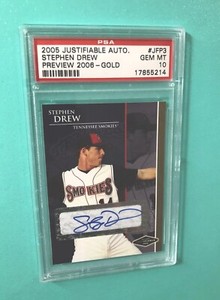 PSA
2005 JUSTIFIABLE AUTO. #JFP3
STEPHEN DREW GEM MT
PREVIEW 2006-GOLD 10
17855214
STEPHEN
DREW
TENNESSEE SMOKIES
SMOKIES
14